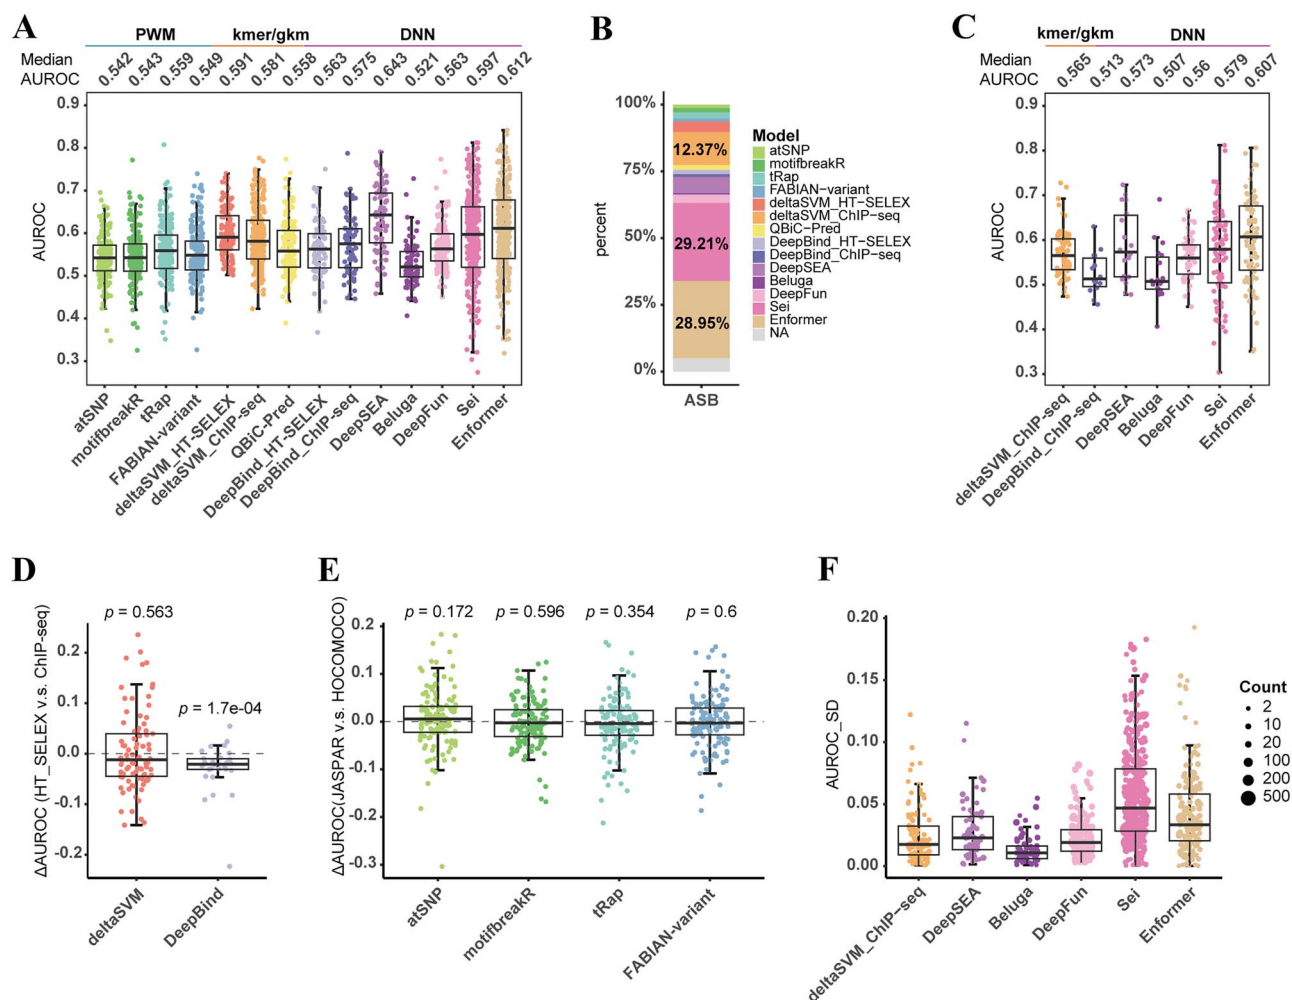 A
PWM kmer/gkm DNN
Median AUROC
0.542 0.543 0.559 0.549 0.591 0.581 0.558 0.563 0.575 0.643 0.521 0.563 0.597 0.612
AUROC
0.9
0.8
0.7
0.6
0.5
0.4
0.3
atSNP
motifbreakR
tRap
FABIAN-variant
deltaSVM_HT-SELEX
deltaSVM_ChIP-seq
QBiC-Pred
DeepBind_HT-SELEX
DeepBind_ChIP-seq
DeepSEA
Beluga
DeepFun
Sei
Enformer
B
percent
100%
75%
50%
25%
0%
12.37%
29.21%
28.95%
ASB
Model
atSNP
motifbreakR
tRap
FABIAN-variant
deltaSVM_HT-SELEX
deltaSVM_ChIP-seq
QBiC-Pred
DeepBind_HT-SELEX
DeepBind_ChIP-seq
DeepSEA
Beluga
DeepFun
Sei
Enformer
NA
C
kmer/gkm DNN
Median AUROC
0.565 0.513 0.573 0.507 0.56 0.579 0.607
AUROC
0.9
0.8
0.7
0.6
0.5
0.4
0.3
deltaSVM_ChIP-seq
DeepBind_ChIP-seq
DeepSEA
Beluga
DeepFun
Sei
Enformer
D
ΔAUROC (HT_SELEX v.s. ChIP-seq)
p = 0.563
p = 1.7e-04
0.2
0.1
0.0
-0.1
-0.2
deltaSVM
DeepBind
E
ΔAUROC(JASPAR v.s. HOCOMOCO)
p = 0.172 p = 0.596 p = 0.354 p = 0.6
0.2
0.1
0.0
-0.1
-0.2
-0.3
atSNP
motifbreakR
tRap
FABIAN-variant
F
AUROC_SD
0.20
0.15
0.10
0.05
0.00
deltaSVM_ChIP-seq
DeepSEA
Beluga
DeepFun
Sei
Enformer
Count
2
10
20
100
200
500